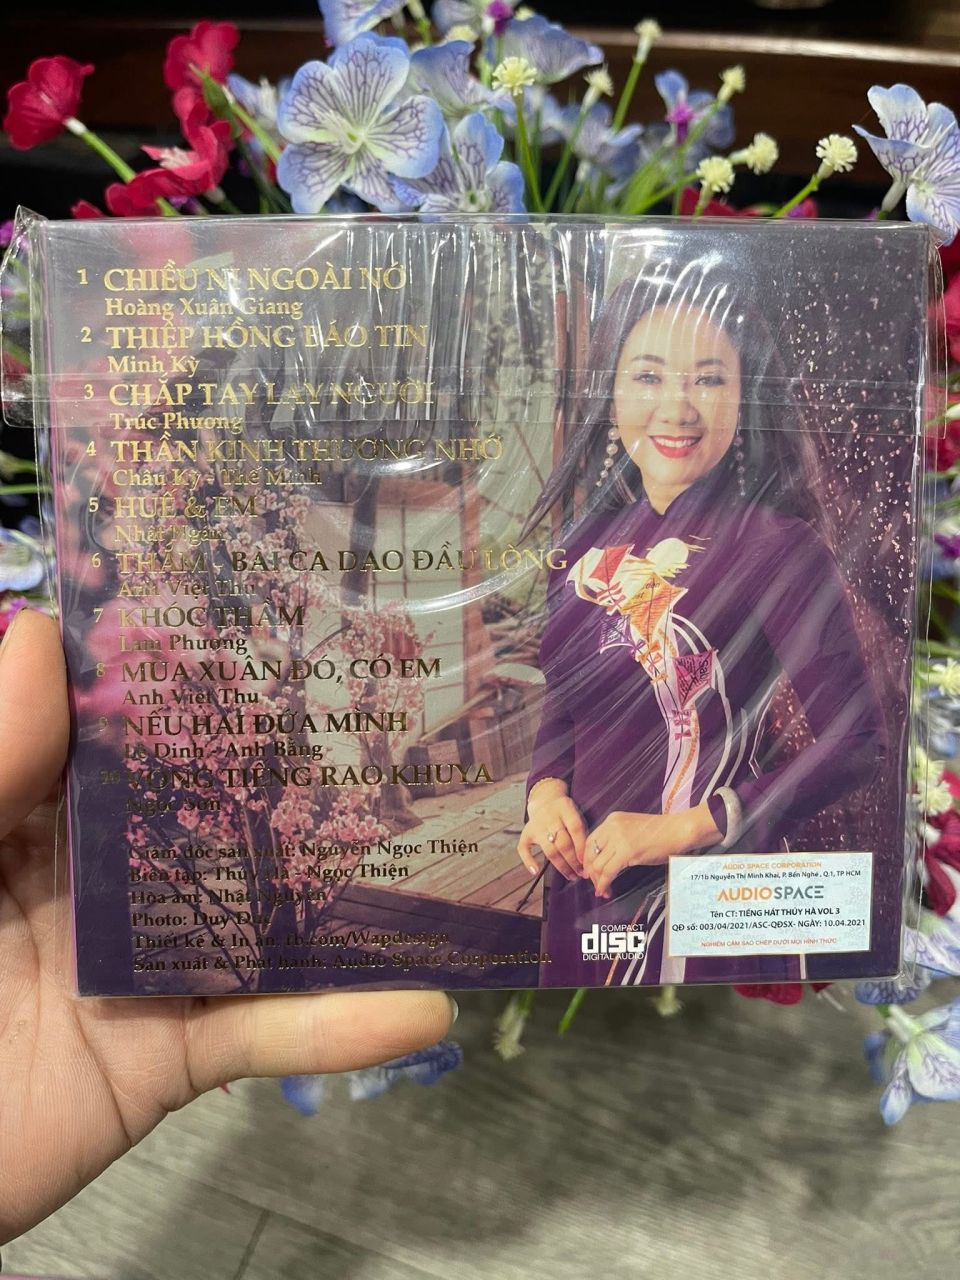 1 CHIỀU NI NGOÀI NỚ
Hoàng Xuân Giang
2 THIỆP HỒNG BÁO TIN
Minh Kỳ
3 CHẮP TAY LẠY NGƯỜI
Trúc Phương
4 THẦN KINH THƯƠNG NHỚ
Châu Kỳ - Thế Minh
5 HUẾ & EM
Nhật Ngân
6 THẮM - BÀI CA DAO ĐẦU LÒNG
Anh Việt Thu
7 KHÓC THẦM
Lam Phương
8 MÙA XUÂN ĐÓ, CÓ EM
Anh Việt Thu
9 NẾU HAI ĐỨA MÌNH
Lê Dinh - Anh Bằng
10 VỌNG TIẾNG RAO KHUYA
Ngọc Sơn
Giám đốc sản xuất: Nguyễn Ngọc Thiện
Biên tập: Thúy Hà - Ngọc Thiện
Hòa âm: Nhật Nguyên
Photo: Duy Đức
Thiết kế & In ấn: fb.com/Wapdesign
Sản xuất & Phát hành: Audio Space Corporation
COMPACT
disc
DIGITAL AUDIO
AUDIO SPACE CORPORATION
17/1b Nguyễn Thị Minh Khai, P. Bến Nghé, Q.1, TP HCM
AUDIOSPACE
Tên CT: TIẾNG HÁT THÚY HÀ VOL 3
QĐ số: 003/04/2021/ASC-QĐSX- NGÀY: 10.04.2021
NGHIÊM CẤM SAO CHÉP DƯỚI MỌI HÌNH THỨC